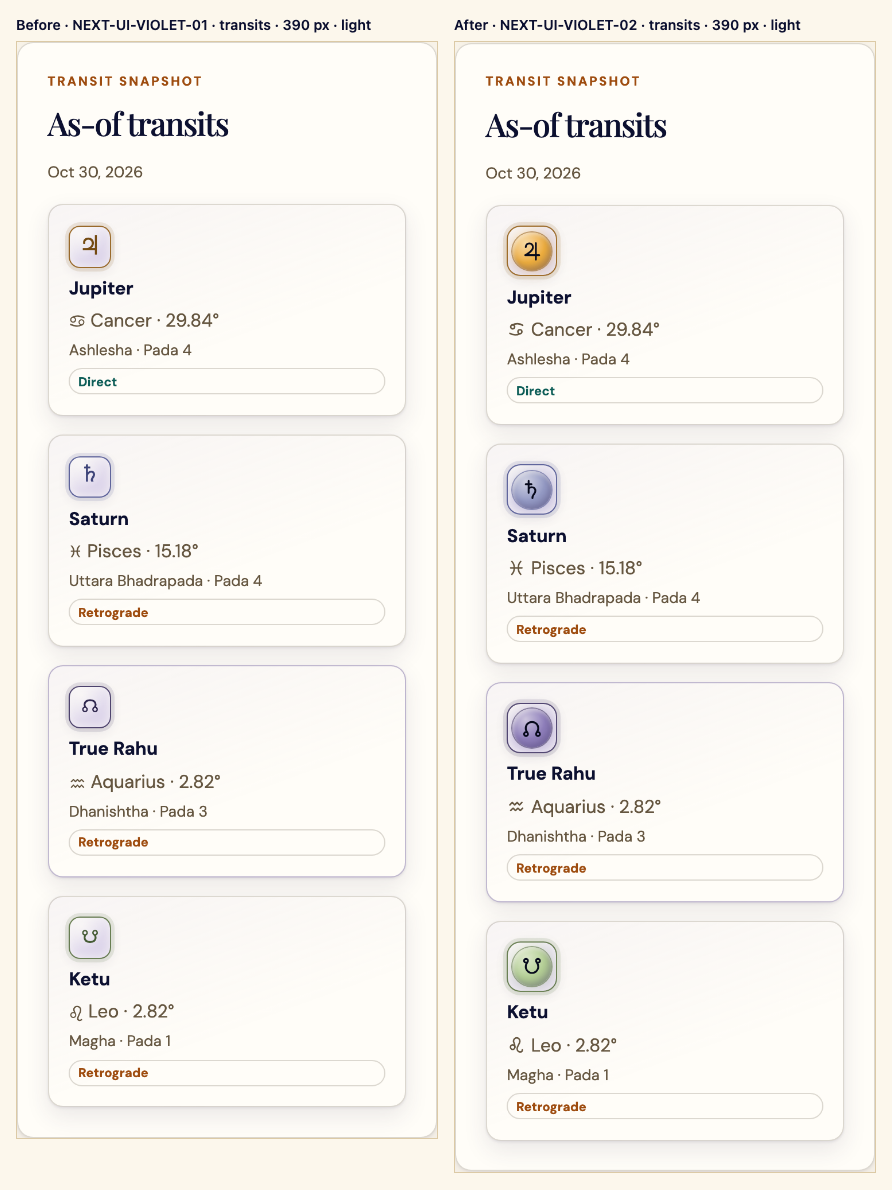 Before · NEXT-UI-VIOLET-01 · transits · 390 px · light
TRANSIT SNAPSHOT
As-of transits
Oct 30, 2026
♃
Jupiter
♋ Cancer · 29.84°
Ashlesha · Pada 4
Direct
♄
Saturn
♓ Pisces · 15.18°
Uttara Bhadrapada · Pada 4
Retrograde
☊
True Rahu
♒ Aquarius · 2.82°
Dhanishtha · Pada 3
Retrograde
☋
Ketu
♌ Leo · 2.82°
Magha · Pada 1
Retrograde
After · NEXT-UI-VIOLET-02 · transits · 390 px · light
TRANSIT SNAPSHOT
As-of transits
Oct 30, 2026
♃
Jupiter
♋ Cancer · 29.84°
Ashlesha · Pada 4
Direct
♄
Saturn
♓ Pisces · 15.18°
Uttara Bhadrapada · Pada 4
Retrograde
☊
True Rahu
♒ Aquarius · 2.82°
Dhanishtha · Pada 3
Retrograde
☋
Ketu
♌ Leo · 2.82°
Magha · Pada 1
Retrograde